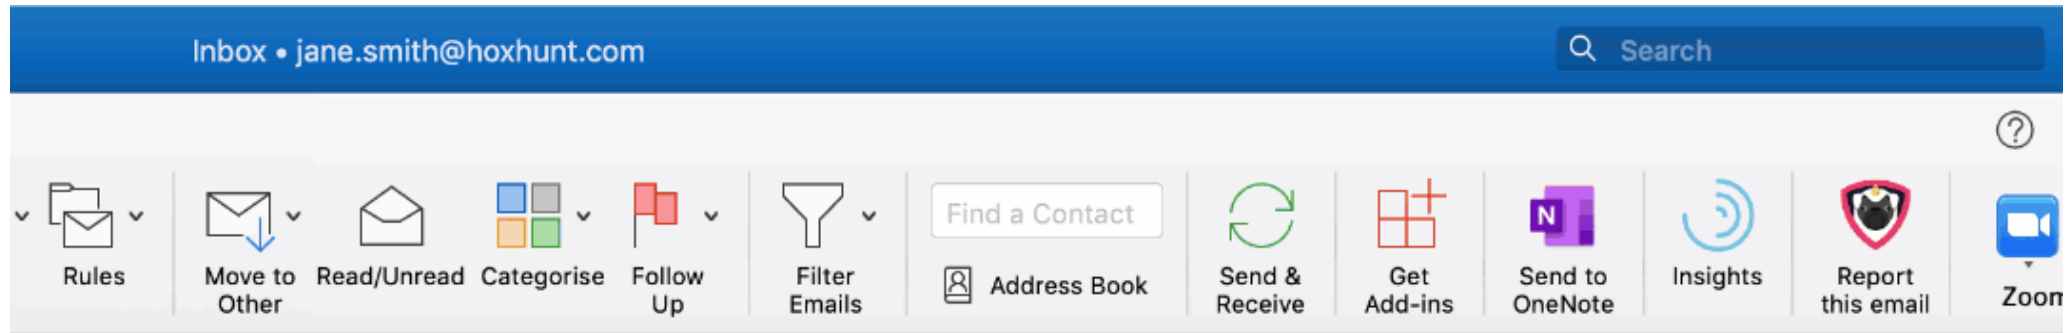 Inbox • jane.smith@hoxhunt.com
Search
Rules
Move to
Other
Read/Unread
Categorise
Follow
Up
Filter
Emails
Find a Contact
Address Book
Send &
Receive
Get
Add-ins
N
Send to
OneNote
Insights
Report
this email
Zoom